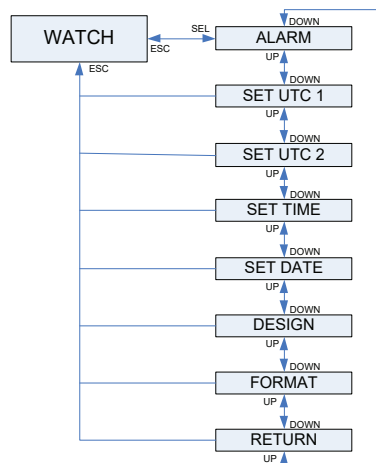 DOWN
WATCH
SEL
ESC
ALARM
ESC
UP
DOWN
SET UTC 1
UP
DOWN
SET UTC 2
UP
DOWN
SET TIME
UP
DOWN
SET DATE
UP
DOWN
DESIGN
UP
DOWN
FORMAT
UP
DOWN
RETURN
UP